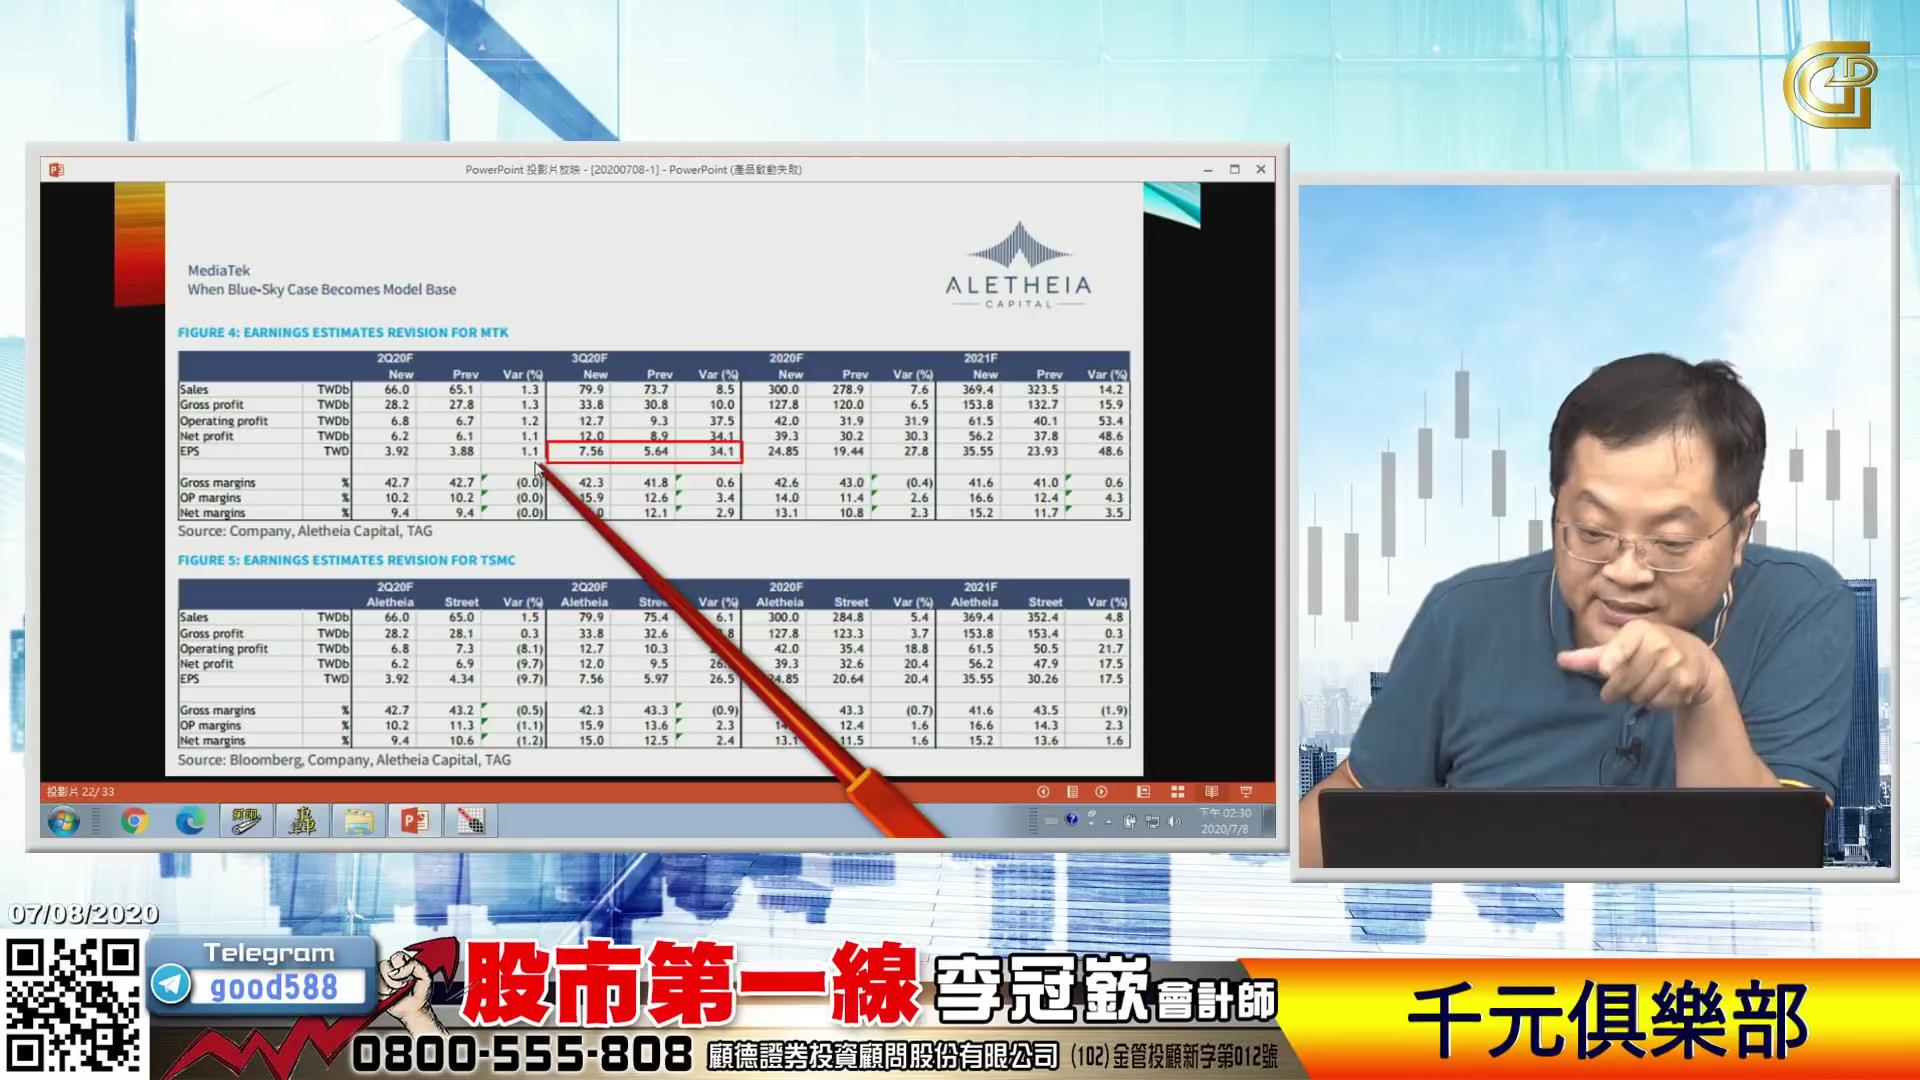 PowerPoint 投影片放映 - [20200708-1] - PowerPoint (產品啟動失敗)
MediaTek
When Blue-Sky Case Becomes Model Base
ALETHEIA
CAPITAL
FIGURE 4: EARNINGS ESTIMATES REVISION FOR MTK
2Q20F 3Q20F 2020F 2021F
New Prev Var (%) New Prev Var (%) New Prev Var (%) New Prev Var (%)
Sales TWDb 66.0 65.1 1.3 79.9 73.7 8.5 300.0 278.9 7.6 369.4 323.5 14.2
Gross profit TWDb 28.2 27.8 1.3 33.8 30.8 10.0 127.8 120.0 6.5 153.8 132.7 15.9
Operating profit TWDb 6.8 6.7 1.2 12.7 9.3 37.5 42.0 31.9 31.9 61.5 40.1 53.4
Net profit TWDb 6.2 6.1 1.1 12.0 8.9 34.1 39.3 30.2 30.3 56.2 37.8 48.6
EPS TWD 3.92 3.88 1.1 7.56 5.64 34.1 24.85 19.44 27.8 35.55 23.93 48.6
Gross margins % 42.7 42.7 (0.0) 42.3 41.8 0.6 42.6 43.0 (0.4) 41.6 41.0 0.6
OP margins % 10.2 10.2 (0.0) 15.9 12.6 3.4 14.0 11.4 2.6 16.6 12.4 4.3
Net margins % 9.4 9.4 (0.0) 12.1 2.9 13.1 10.8 2.3 15.2 11.7 3.5
Source: Company, Aletheia Capital, TAG
FIGURE 5: EARNINGS ESTIMATES REVISION FOR TSMC
2Q20F 2Q20F 2020F 2021F
Aletheia Street Var (%) Aletheia Street Var (%) Aletheia Street Var (%) Aletheia Street Var (%)
Sales TWDb 66.0 65.0 1.5 79.9 75.4 6.1 300.0 284.8 5.4 369.4 352.4 4.8
Gross profit TWDb 28.2 28.1 0.3 33.8 32.6 127.8 123.3 3.7 153.8 153.4 0.3
Operating profit TWDb 6.8 7.3 (8.1) 12.7 10.3 42.0 35.4 18.8 61.5 50.5 21.7
Net profit TWDb 6.2 6.9 (9.7) 12.0 9.5 39.3 32.6 20.4 56.2 47.9 17.5
EPS TWD 3.92 4.34 (9.7) 7.56 5.97 26.5 24.85 20.64 20.4 35.55 30.26 17.5
Gross margins % 42.7 43.2 (0.5) 42.3 43.3 (0.9) 43.3 (0.7) 41.6 43.5 (1.9)
OP margins % 10.2 11.3 (1.1) 15.9 13.6 2.3 12.4 1.6 16.6 14.3 2.3
Net margins % 9.4 10.6 (1.2) 15.0 12.5 2.4 13.1 11.5 1.6 15.2 13.6 1.6
Source: Bloomberg, Company, Aletheia Capital, TAG
投影片 22/33
下午 02:30
2020/7/8
07/08/2020
Telegram
good588
股市第一線 李冠嶔 會計師
0800-555-808 顧德證券投資顧問股份有限公司 (102)金管投顧新字第012號
千元俱樂部